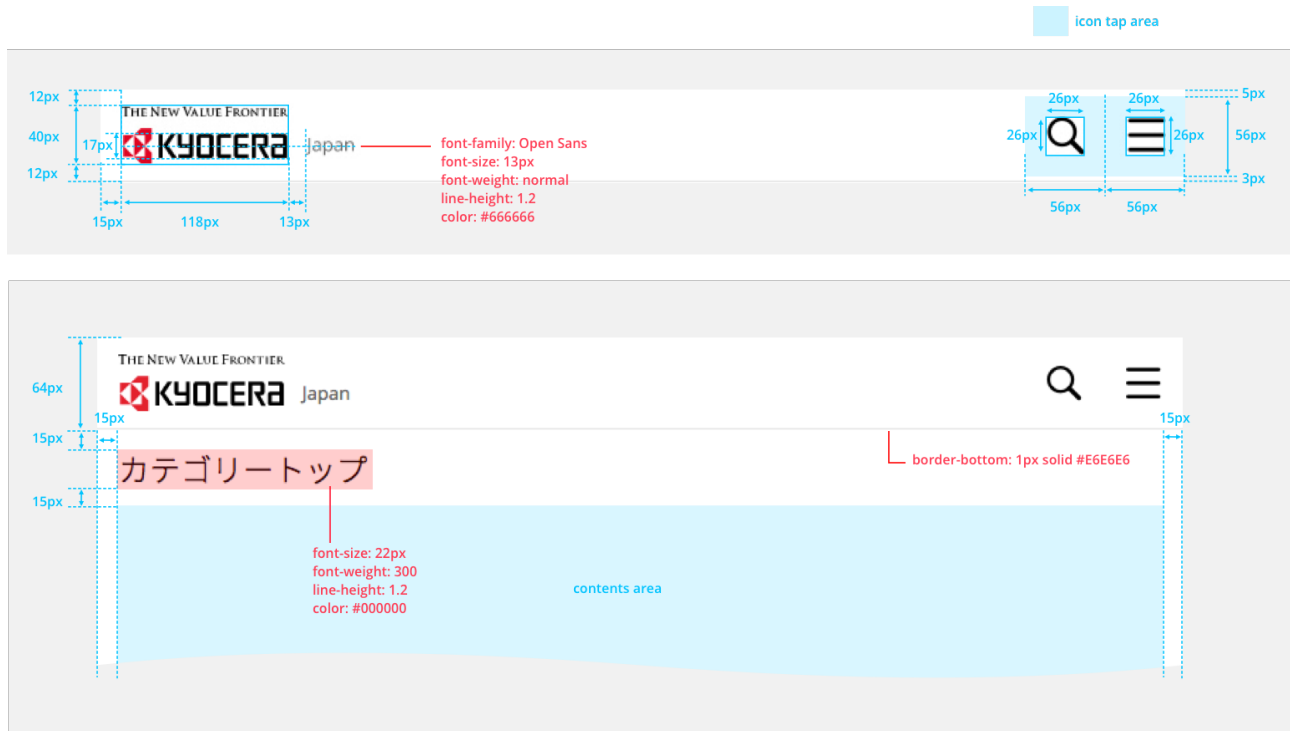 icon tap area
12px
THE NEW VALUE FRONTIER
26px
26px
5px
40px
17px
KYOCERA
Japan
font-family: Open Sans
26px
26px
56px
font-size: 13px
12px
font-weight: normal
3px
line-height: 1.2
15px
118px
13px
color: #666666
56px
56px
THE NEW VALUE FRONTIER
64px
KYOCERA
Japan
15px
15px
15px
カテゴリートップ
border-bottom: 1px solid #E6E6E6
15px
font-size: 22px
font-weight: 300
line-height: 1.2
color: #000000
contents area